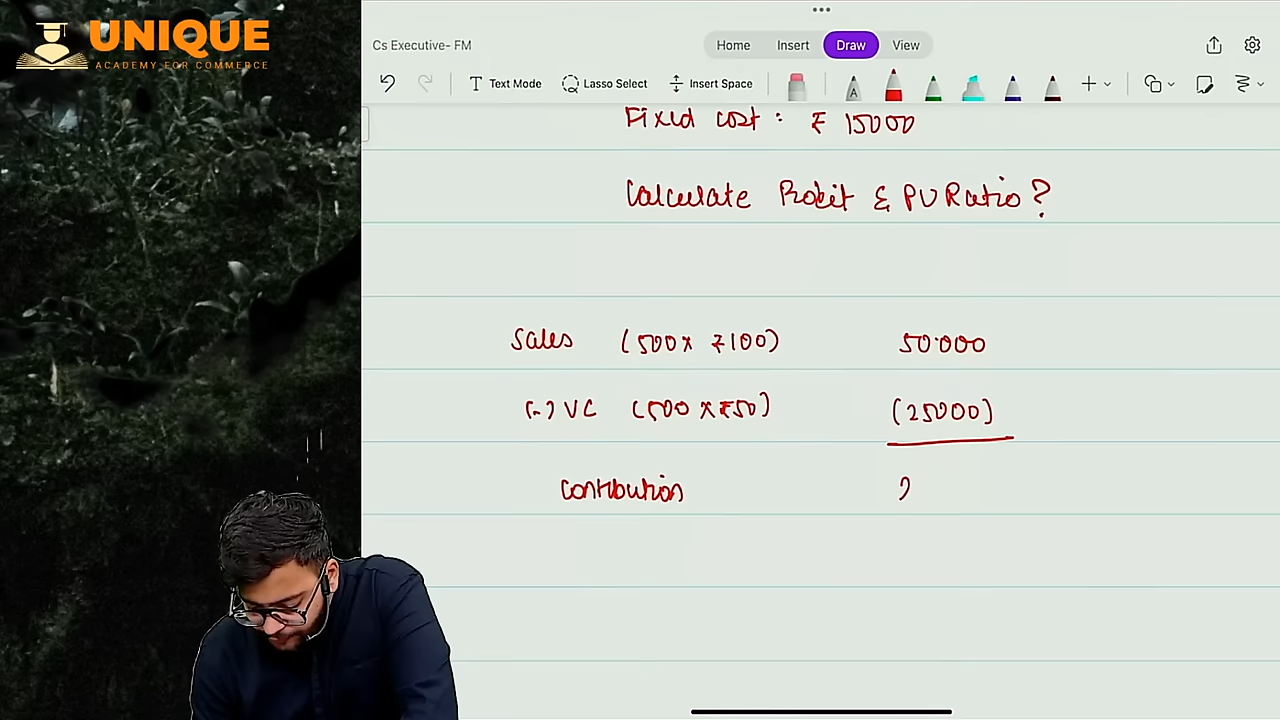 UNIQUE
ACADEMY FOR COMMERCE
Cs Executive- FM
Home Insert Draw View
Text Mode Lasso Select Insert Space
Fixed cost : ₹ 15000
Calculate Profit & PV Ratio?
Sales (500 x ₹100) 50000
(-) VC (500 x ₹50) (25000)
Contribution 2